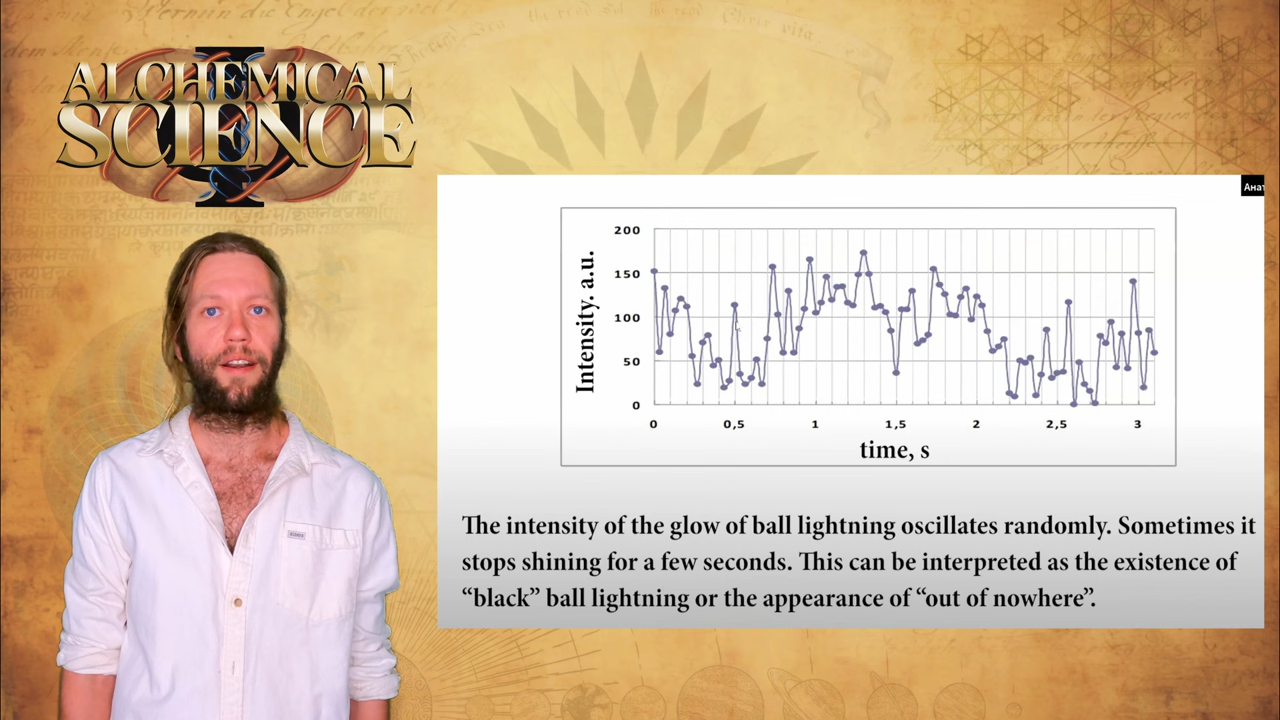 ALCHEMICAL
SCIENCE
Анат
200
150
100
50
0
Intensity. a.u.
0 0,5 1 1,5 2 2,5 3
time, s
The intensity of the glow of ball lightning oscillates randomly. Sometimes it
stops shining for a few seconds. This can be interpreted as the existence of
“black” ball lightning or the appearance of “out of nowhere”.